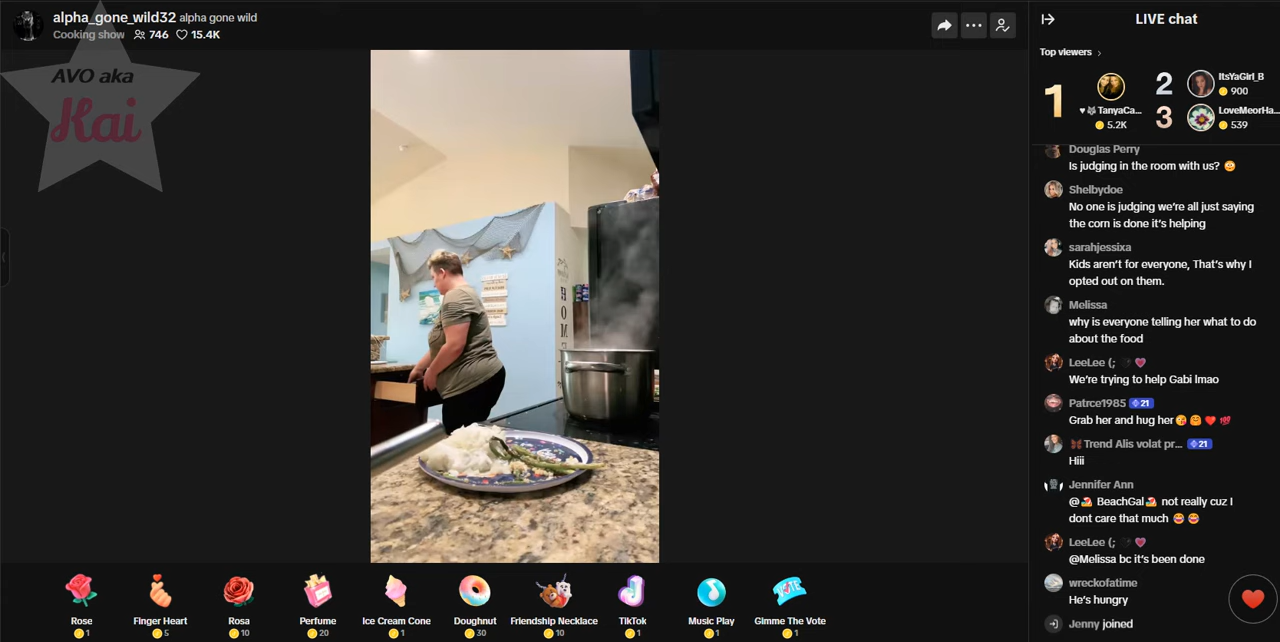 alpha_gone_wild32 alpha gone wild
Cooking show 746 15.4K
AVO aka
Kai
LIVE chat
Top viewers >
1 TanyaCa... 5.2K
2 ItsYaGirl_B 900
3 LoveMeorHa... 539
Douglas Perry
Is judging in the room with us?
Shelbydoe
No one is judging we're all just saying
the corn is done it's helping
sarahjessixa
Kids aren't for everyone, That's why I
opted out on them.
Melissa
why is everyone telling her what to do
about the food
LeeLee (;
We're trying to help Gabi lmao
Patrce1985 21
Grab her and hug her
Trend Alis volat pr... 21
Hiii
Jennifer Ann
@ BeachGal not really cuz I
dont care that much
LeeLee (;
@Melissa bc it's been done
wreckofatime
He's hungry
Jenny joined
HOME
Rose
1
Finger Heart
5
Rosa
10
Perfume
20
Ice Cream Cone
1
Doughnut
30
Friendship Necklace
10
TikTok
1
Music Play
1
VOTE
Gimme The Vote
1